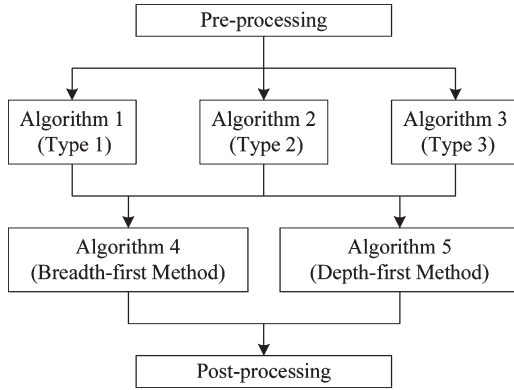 Pre-processing
Algorithm 1
(Type 1)
Algorithm 2
(Type 2)
Algorithm 3
(Type 3)
Algorithm 4
(Breadth-first Method)
Algorithm 5
(Depth-first Method)
Post-processing